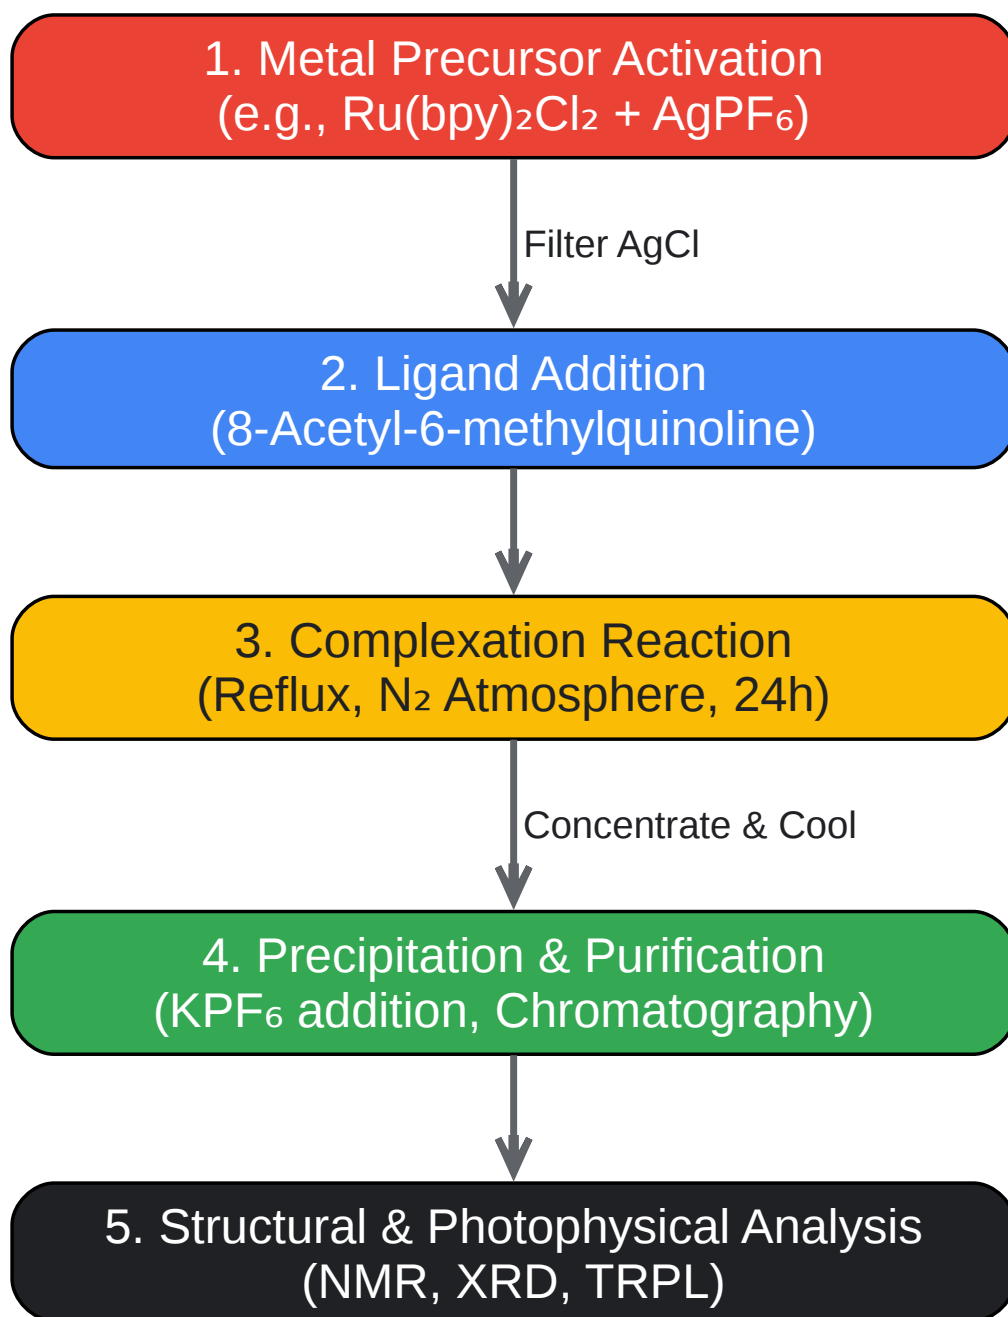 1. Metal Precursor Activation
(e.g., Ru(bpy)₂Cl₂ + AgPF₆)
Filter AgCl
2. Ligand Addition
(8-Acetyl-6-methylquinoline)
3. Complexation Reaction
(Reflux, N₂ Atmosphere, 24h)
Concentrate & Cool
4. Precipitation & Purification
(KPF₆ addition, Chromatography)
5. Structural & Photophysical Analysis
(NMR, XRD, TRPL)